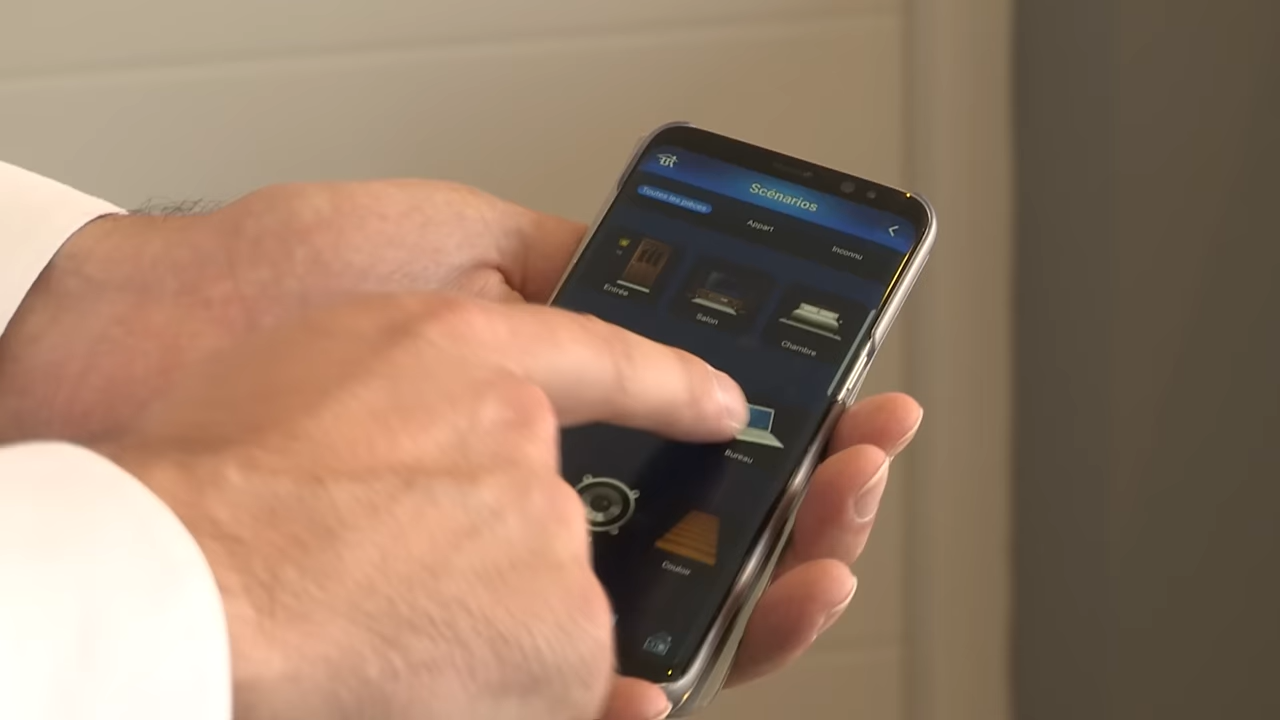 Scénarios
Toutes les pièces
Appart
Inconnu
Entrée
Salon
Chambre
Bureau
Couloir